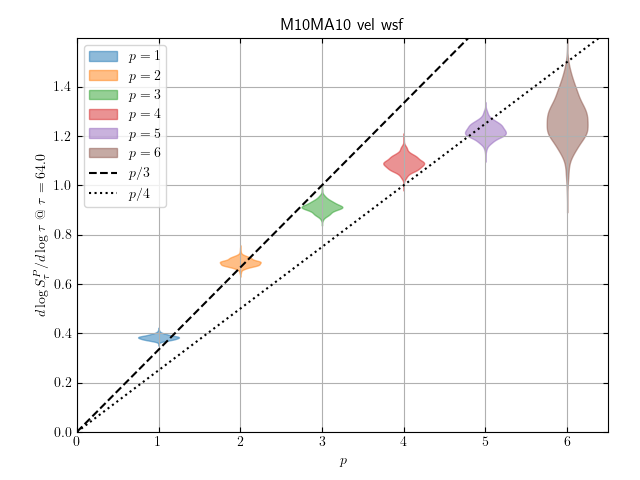 M10MA10 vel wsf
p = 1
p = 2
p = 3
p = 4
p = 5
p = 6
p/3
p/4
d log S_τ^P / d log τ @ τ = 64.0
1.4
1.2
1.0
0.8
0.6
0.4
0.2
0.0
0 1 2 3 4 5 6
p